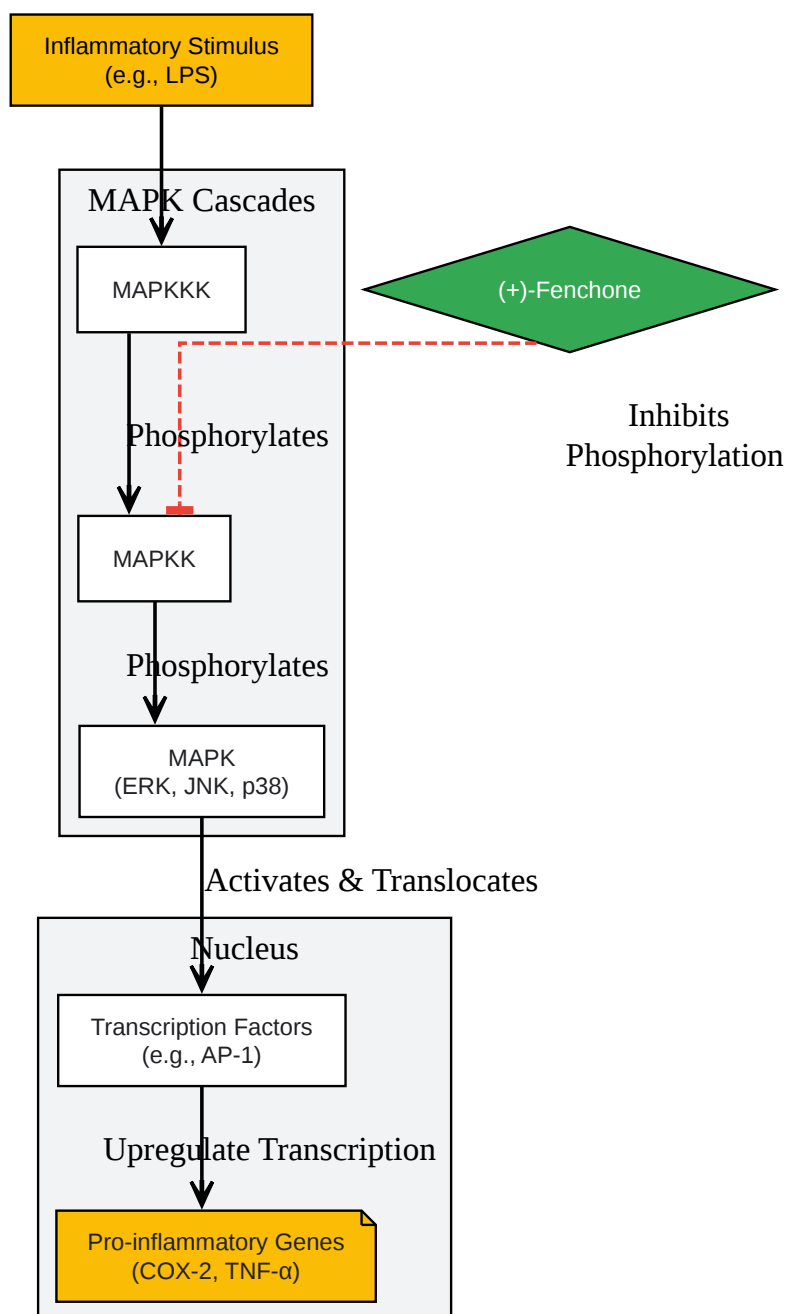 Inflammatory Stimulus
(e.g., LPS)
MAPK Cascades
MAPKKK
(+)-Fenchone
Phosphorylates
Inhibits
Phosphorylation
MAPKK
Phosphorylates
MAPK
(ERK, JNK, p38)
Activates & Translocates
Nucleus
Transcription Factors
(e.g., AP-1)
Upregulate Transcription
Pro-inflammatory Genes
(COX-2, TNF-α)